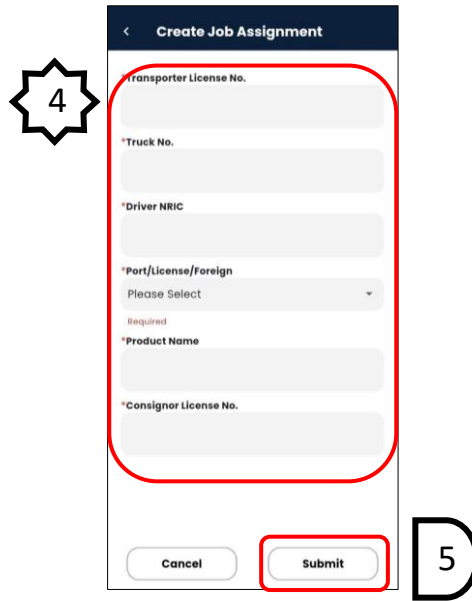 Create Job Assignment
*Transporter License No.
4
*Truck No.
*Driver NRIC
*Port/License/Foreign
Please Select
Required
*Product Name
*Consignor License No.
Cancel
Submit
5